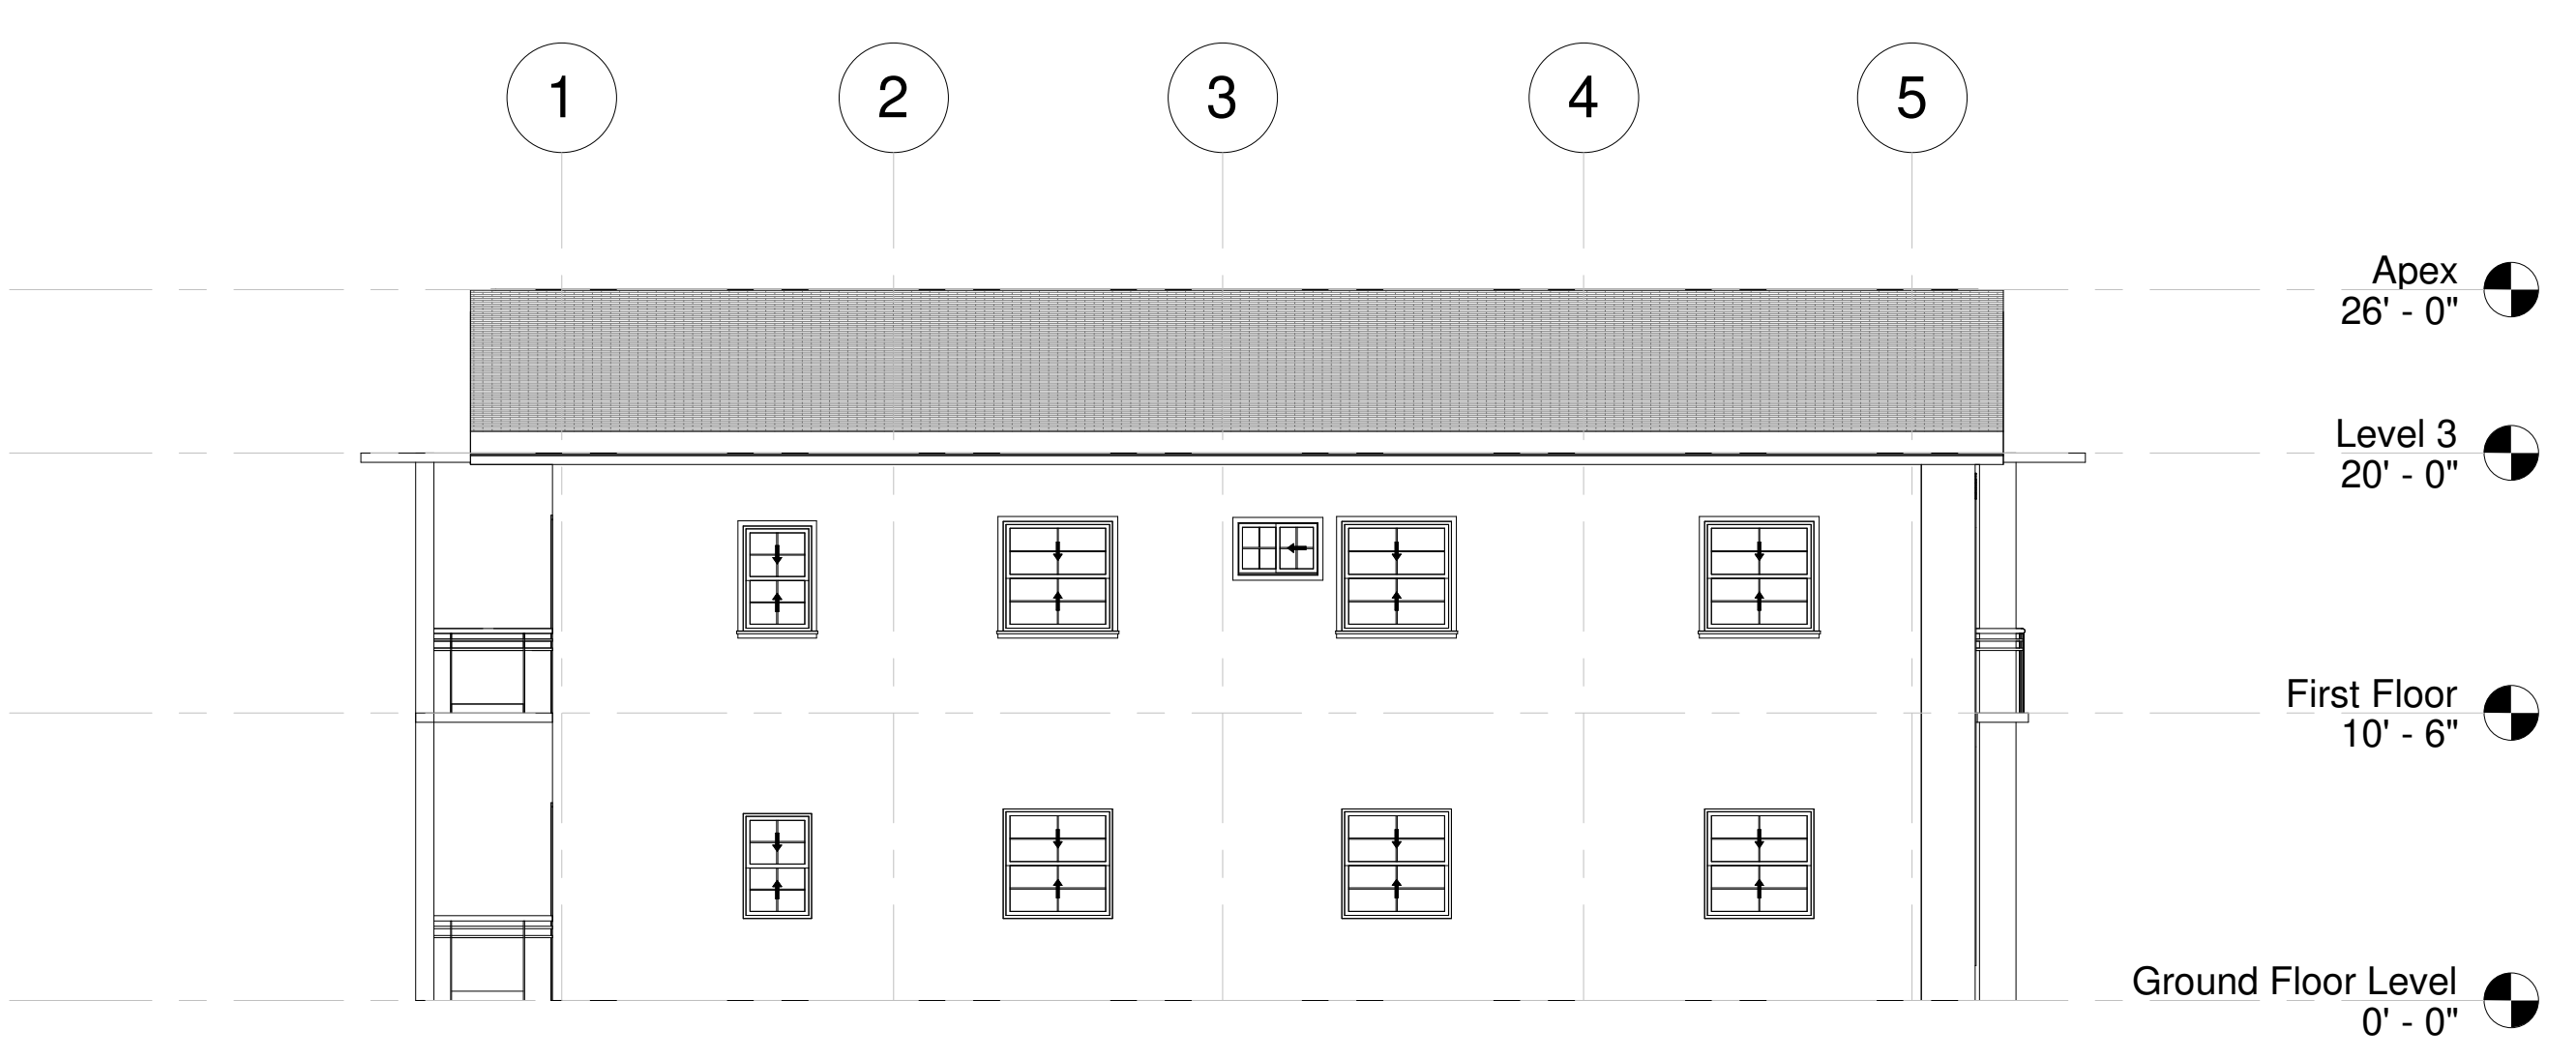 1
2
3
4
5
Apex
26' - 0"
Level 3
20' - 0"
First Floor
10' - 6"
Ground Floor Level
0' - 0"